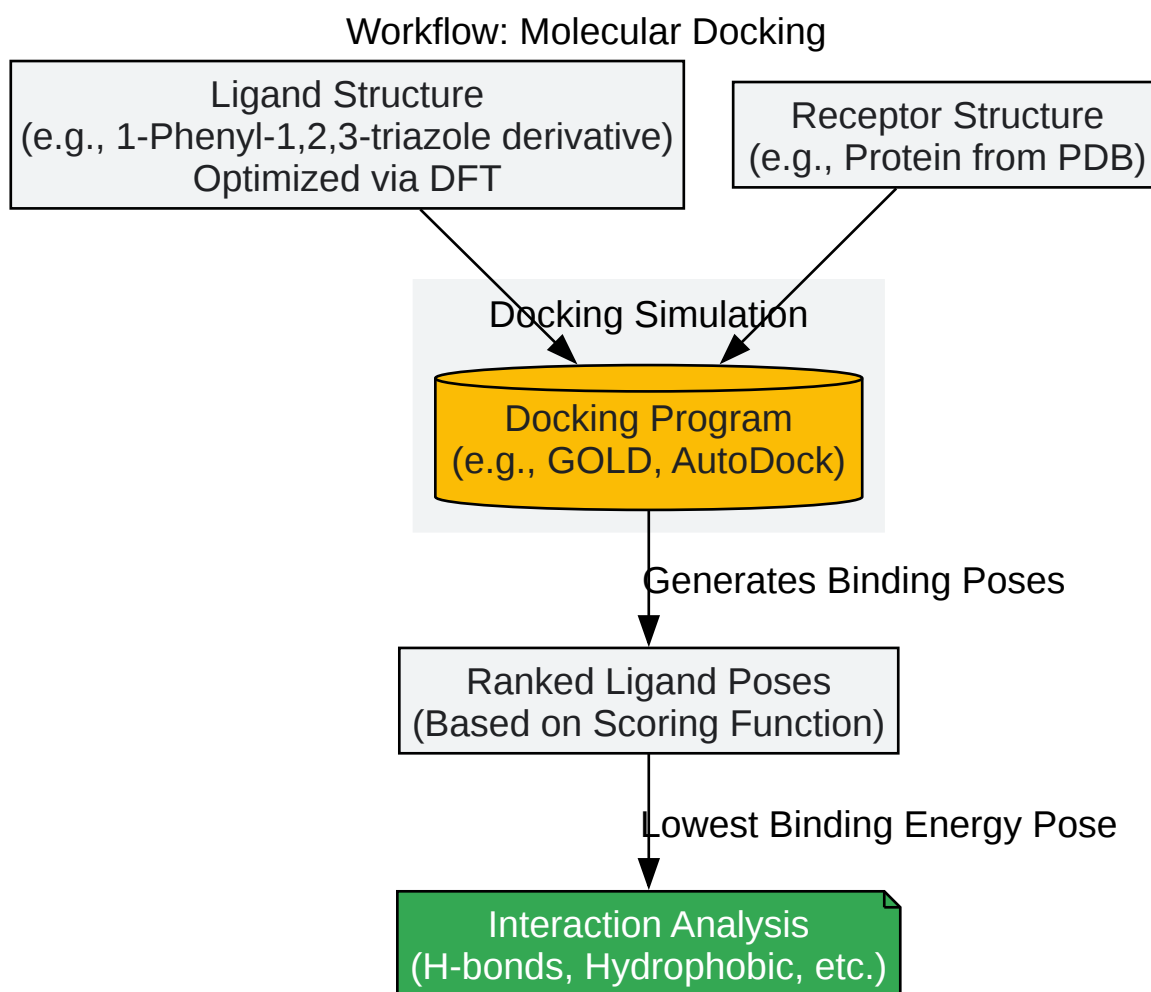 Workflow: Molecular Docking
Ligand Structure
(e.g., 1-Phenyl-1,2,3-triazole derivative)
Optimized via DFT
Receptor Structure
(e.g., Protein from PDB)
Docking Simulation
Docking Program
(e.g., GOLD, AutoDock)
Generates Binding Poses
Ranked Ligand Poses
(Based on Scoring Function)
Lowest Binding Energy Pose
Interaction Analysis
(H-bonds, Hydrophobic, etc.)